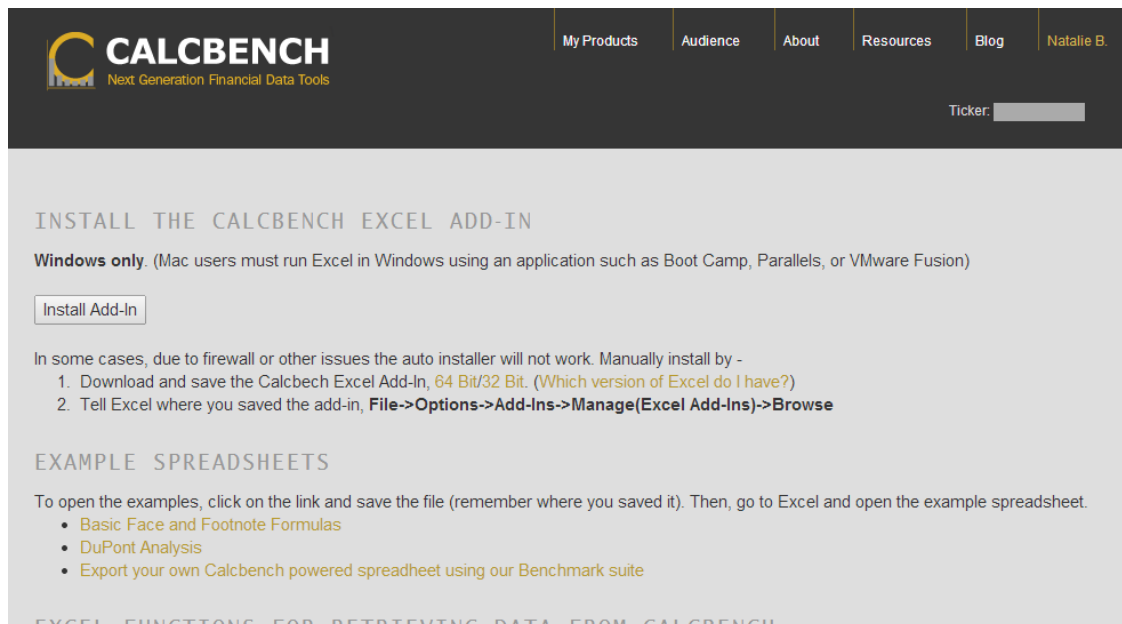 CALCBENCH
Next Generation Financial Data Tools
My Products
Audience
About
Resources
Blog
Natalie B.
Ticker:
INSTALL THE CALCBENCH EXCEL ADD-IN
Windows only. (Mac users must run Excel in Windows using an application such as Boot Camp, Parallels, or VMware Fusion)
Install Add-In
In some cases, due to firewall or other issues the auto installer will not work. Manually install by -
1. Download and save the Calcbech Excel Add-In, 64 Bit/32 Bit. (Which version of Excel do I have?)
2. Tell Excel where you saved the add-in, File->Options->Add-Ins->Manage(Excel Add-Ins)->Browse
EXAMPLE SPREADSHEETS
To open the examples, click on the link and save the file (remember where you saved it). Then, go to Excel and open the example spreadsheet.
• Basic Face and Footnote Formulas
• DuPont Analysis
• Export your own Calcbench powered spreadheet using our Benchmark suite
EXCEL FUNCTIONS FOR RETRIEVING DATA FROM CALCBENCH